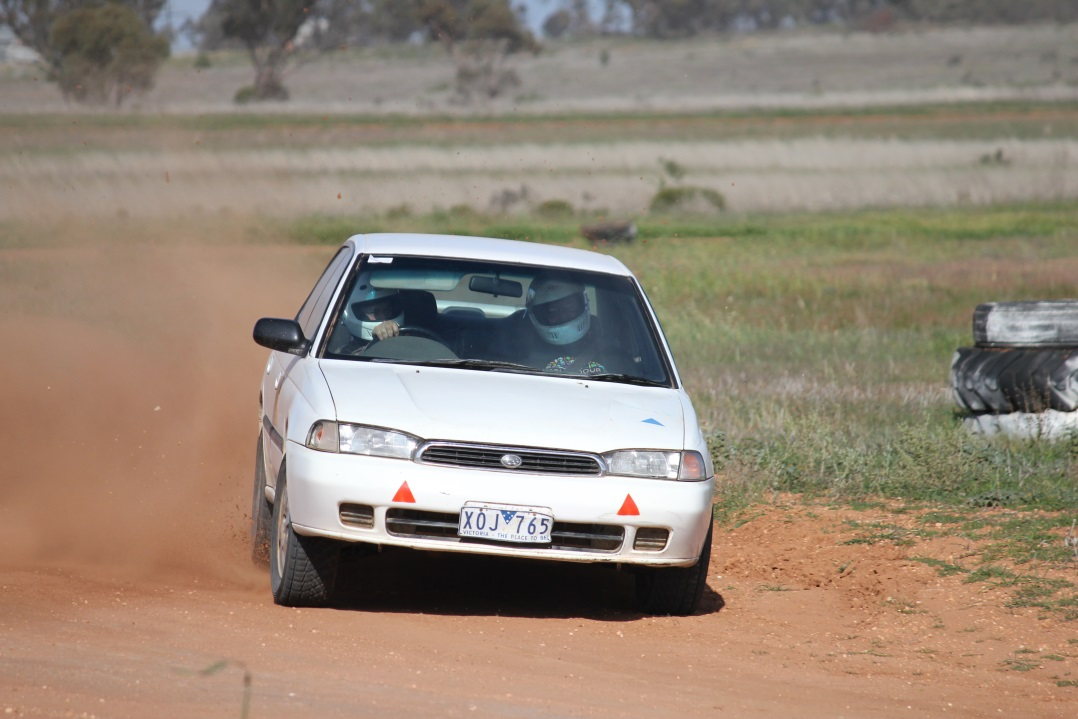 XOJ 765
VICTORIA - THE PLACE TO BE